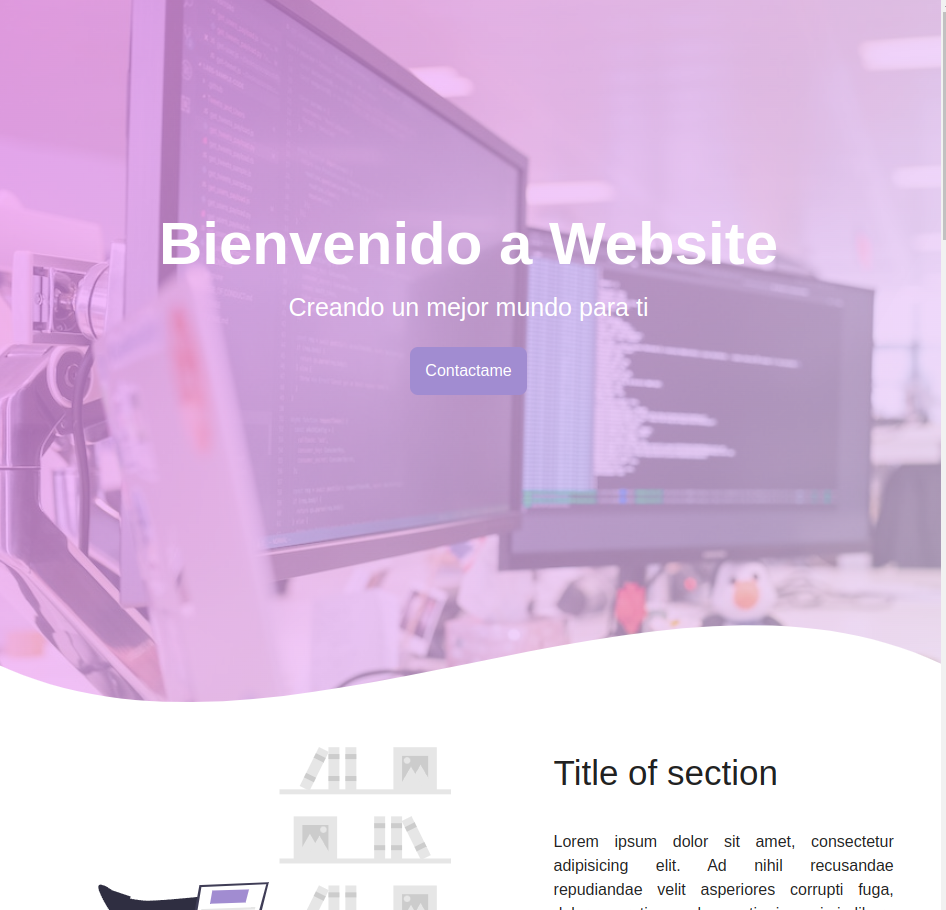 Bienvenido a Website
Creando un mejor mundo para ti
Contactame
Title of section
Lorem ipsum dolor sit amet, consectetur
adipisicing elit. Ad nihil recusandae
repudiandae velit asperiores corrupti fuga,